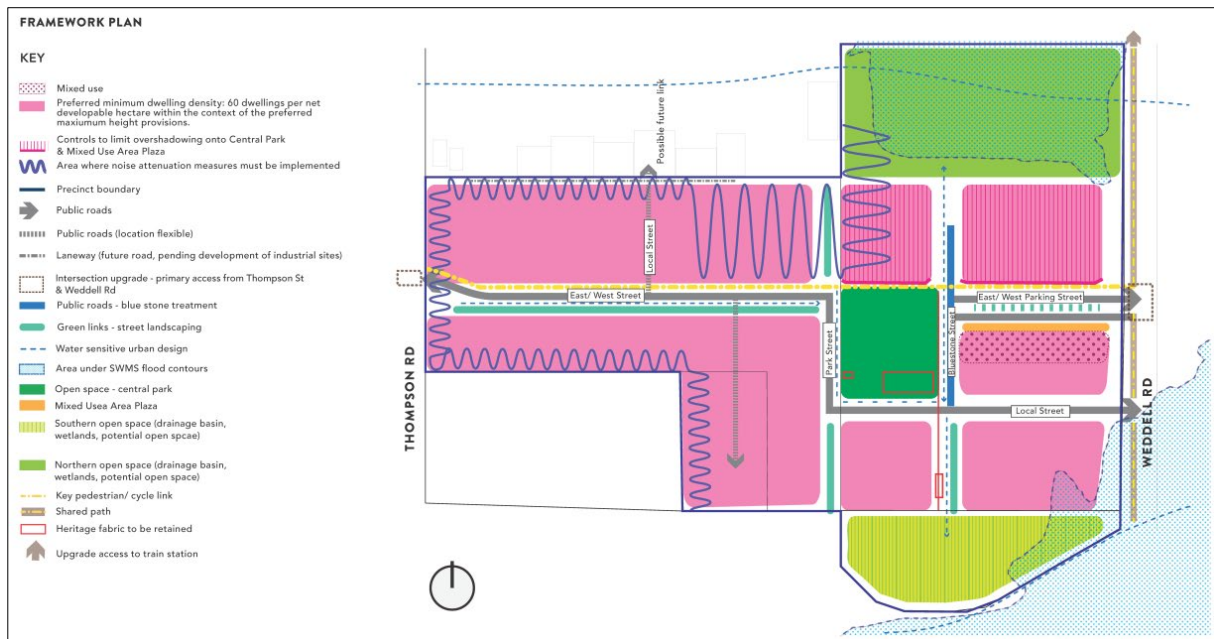 FRAMEWORK PLAN
KEY
Mixed use
Preferred minimum dwelling density: 60 dwellings per net
developable hectare within the context of the preferred
maxiumum height provisions.
Controls to limit overshadowing onto Central Park
& Mixed Use Area Plaza
Area where noise attenuation measures must be implemented
Precinct boundary
Public roads
Public roads (location flexible)
Laneway (future road, pending development of industrial sites)
Intersection upgrade - primary access from Thompson St
& Weddell Rd
Public roads - blue stone treatment
Green links - street landscaping
Water sensitive urban design
Area under SWMS flood contours
Open space - central park
Mixed Usea Area Plaza
Southern open space (drainage basin,
wetlands, potential open spcae)
Northern open space (drainage basin,
wetlands, potential open space)
Key pedestrian/ cycle link
Shared path
Heritage fabric to be retained
Upgrade access to train station
Possible future link
Local Street
East/ West Street
East/ West Parking Street
Park Street
Bluestone Street
Local Street
THOMPSON RD
WEDDELL RD